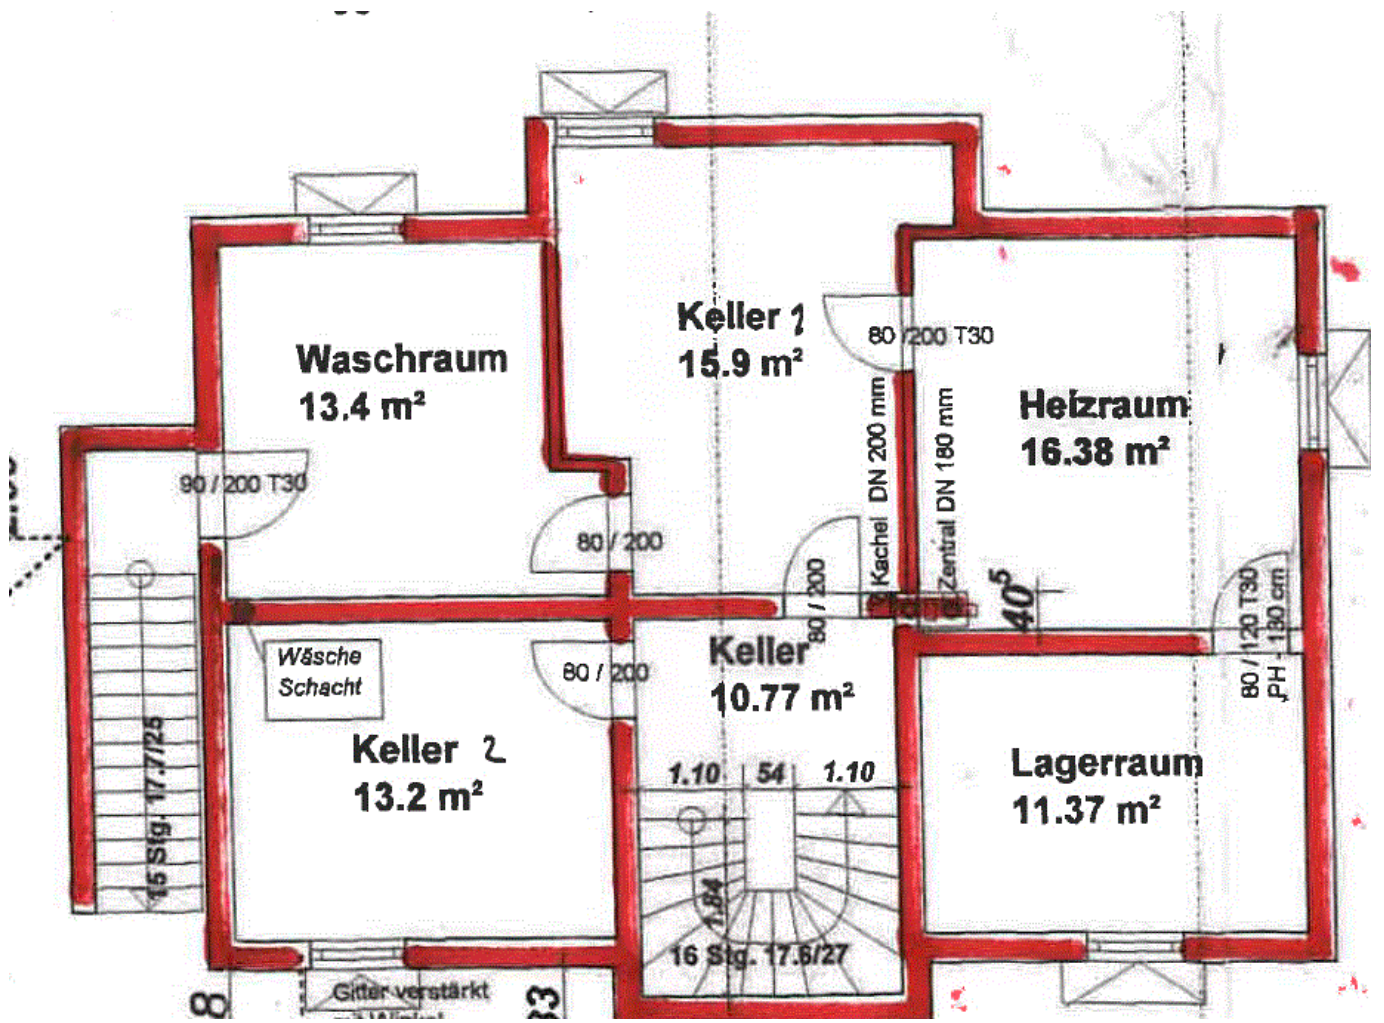 Keller 1
15.9 m²
80 / 200 T30
Waschraum
13.4 m²
Heizraum
16.38 m²
Kachel DN 200 mm
Zentral DN 180 mm
90 / 200 T30
80 / 200
80 / 200
40⁵
80 / 120 T30
PH - 130 cm
Wäsche
Schacht
80 / 200
Keller
10.77 m²
Keller 2
13.2 m²
15 Stg. 17.7/25
1.10
54
1.10
Lagerraum
11.37 m²
1.84
16 Stg. 17.6/27
Gitter verstärkt